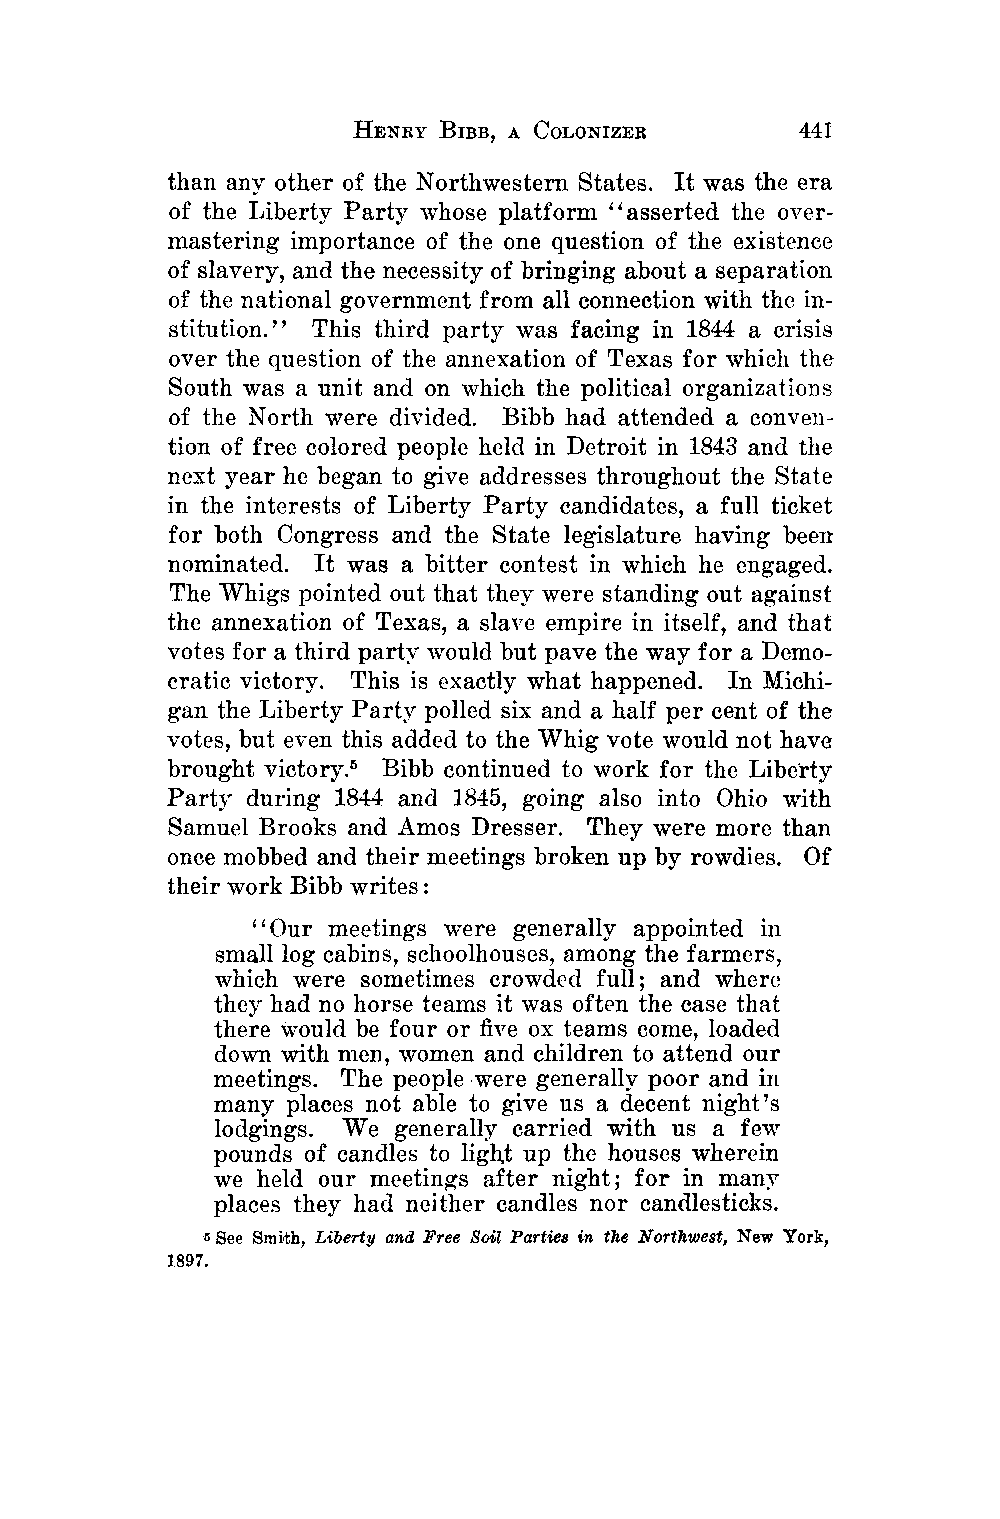 HENRY BIBB, A COLONIZER 441
than any other of the Northwestern States. It was the era
of the Liberty Party whose platform "asserted the over-
mastering importance of the one question of the existence
of slavery, and the necessity of bringing about a separation
of the national government from all connection with the in-
stitution." This third party was facing in 1844 a crisis
over the question of the annexation of Texas for which the
South was a unit and on which the political organizations
of the North were divided. Bibb had attended a conven-
tion of free colored people held in Detroit in 1843 and the
next year he began to give addresses throughout the State
in the interests of Liberty Party candidates, a full ticket
for both Congress and the State legislature having been
nominated. It was a bitter contest in which he engaged.
The Whigs pointed out that they were standing out against
the annexation of Texas, a slave empire in itself, and that
votes for a third party would but pave the way for a Demo-
cratic victory. This is exactly what happened. In Michi-
gan the Liberty Party polled six and a half per cent of the
votes, but even this added to the Whig vote would not have
brought victory.⁵ Bibb continued to work for the Liberty
Party during 1844 and 1845, going also into Ohio with
Samuel Brooks and Amos Dresser. They were more than
once mobbed and their meetings broken up by rowdies. Of
their work Bibb writes:
"Our meetings were generally appointed in
small log cabins, schoolhouses, among the farmers,
which were sometimes crowded full; and where
they had no horse teams it was often the case that
there would be four or five ox teams come, loaded
down with men, women and children to attend our
meetings. The people were generally poor and in
many places not able to give us a decent night's
lodgings. We generally carried with us a few
pounds of candles to light up the houses wherein
we held our meetings after night; for in many
places they had neither candles nor candlesticks.
⁵ See Smith, Liberty and Free Soil Parties in the Northwest, New York,
1897.